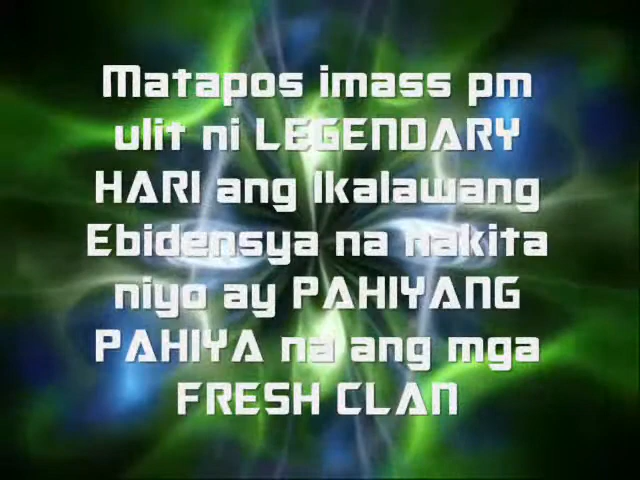 Matapos imass pm
ulit ni LEGENDARY
HARI ang Ikalawang
Ebidensya na nakita
niyo ay PAHIYANG
PAHIYA na ang mga
FRESH CLAN